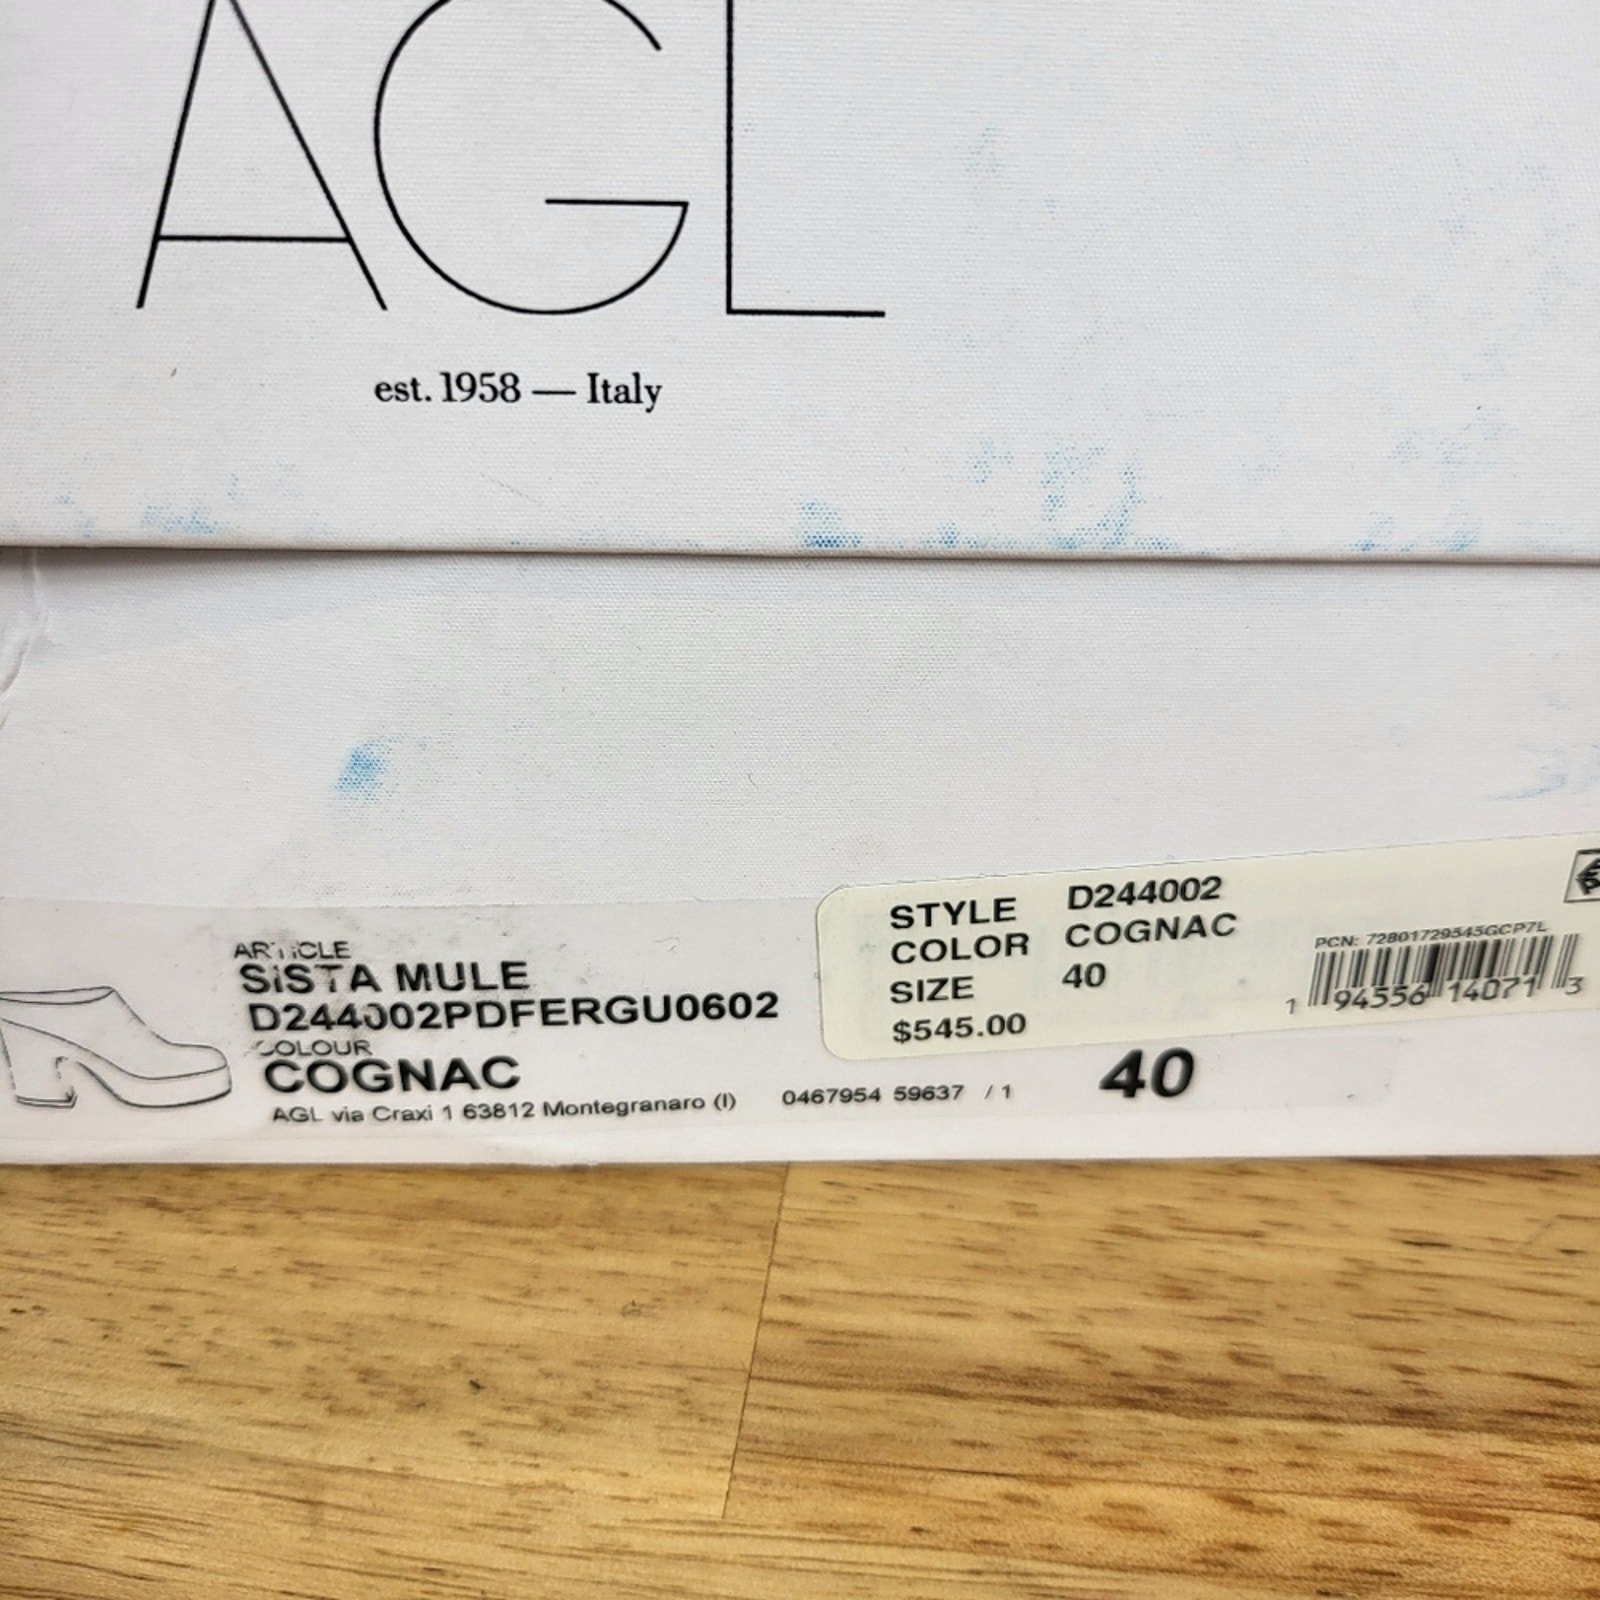 AGL
est. 1958 — Italy
ARTICLE
SISTA MULE
D244002PDFERGU0602
COLOUR
COGNAC
AGL via Craxi 1 63812 Montegranaro (I)
0467954 59637 / 1
40
STYLE D244002
COLOR COGNAC
SIZE 40
$545.00
PCN: 72801729545GCP7L
1 94556 14071 3